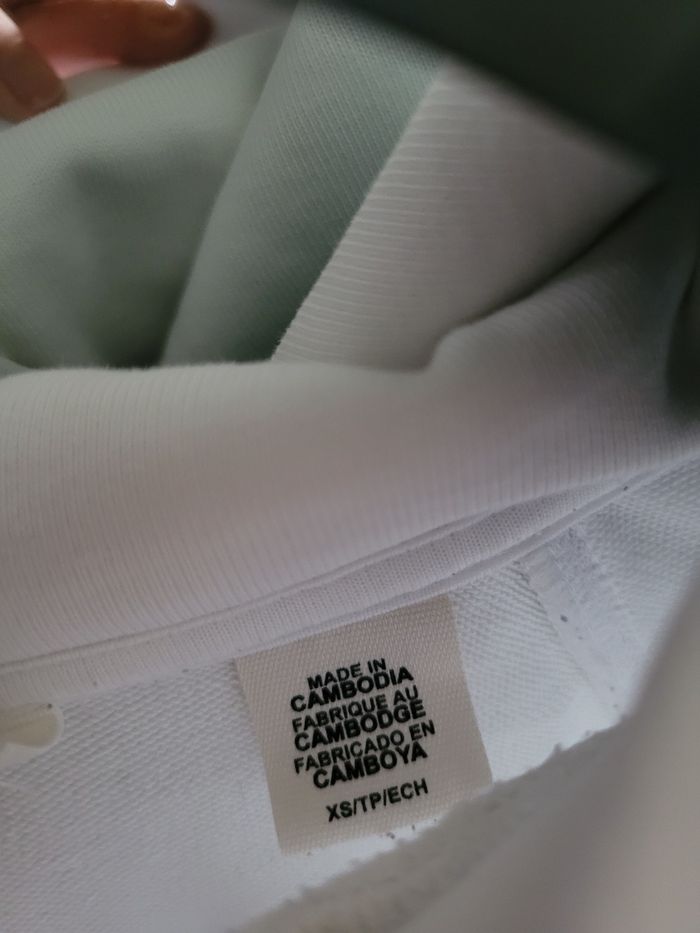 MADE IN
CAMBODIA
FABRIQUE AU
CAMBODGE
FABRICADO EN
CAMBOYA
XS/TP/ECH